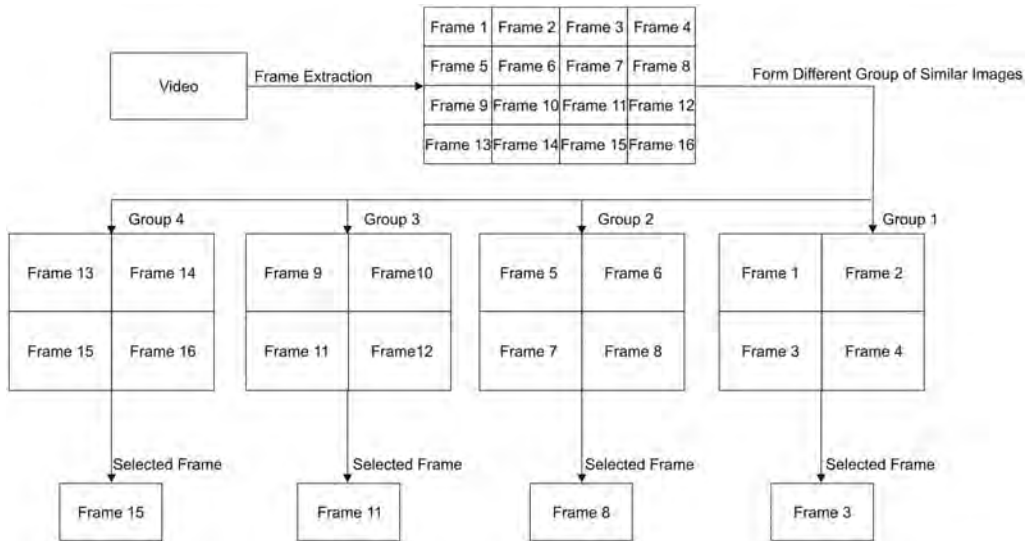 Frame 1 Frame 2 Frame 3 Frame 4
Video
Frame Extraction
Frame 5 Frame 6 Frame 7 Frame 8
Form Different Group of Similar Images
Frame 9 Frame 10 Frame 11 Frame 12
Frame 13 Frame 14 Frame 15 Frame 16
Group 4
Group 3
Group 2
Group 1
Frame 13 Frame 14
Frame 9 Frame10
Frame 5 Frame 6
Frame 1 Frame 2
Frame 15 Frame 16
Frame 11 Frame12
Frame 7 Frame 8
Frame 3 Frame 4
Selected Frame
Selected Frame
Selected Frame
Selected Frame
Frame 15
Frame 11
Frame 8
Frame 3